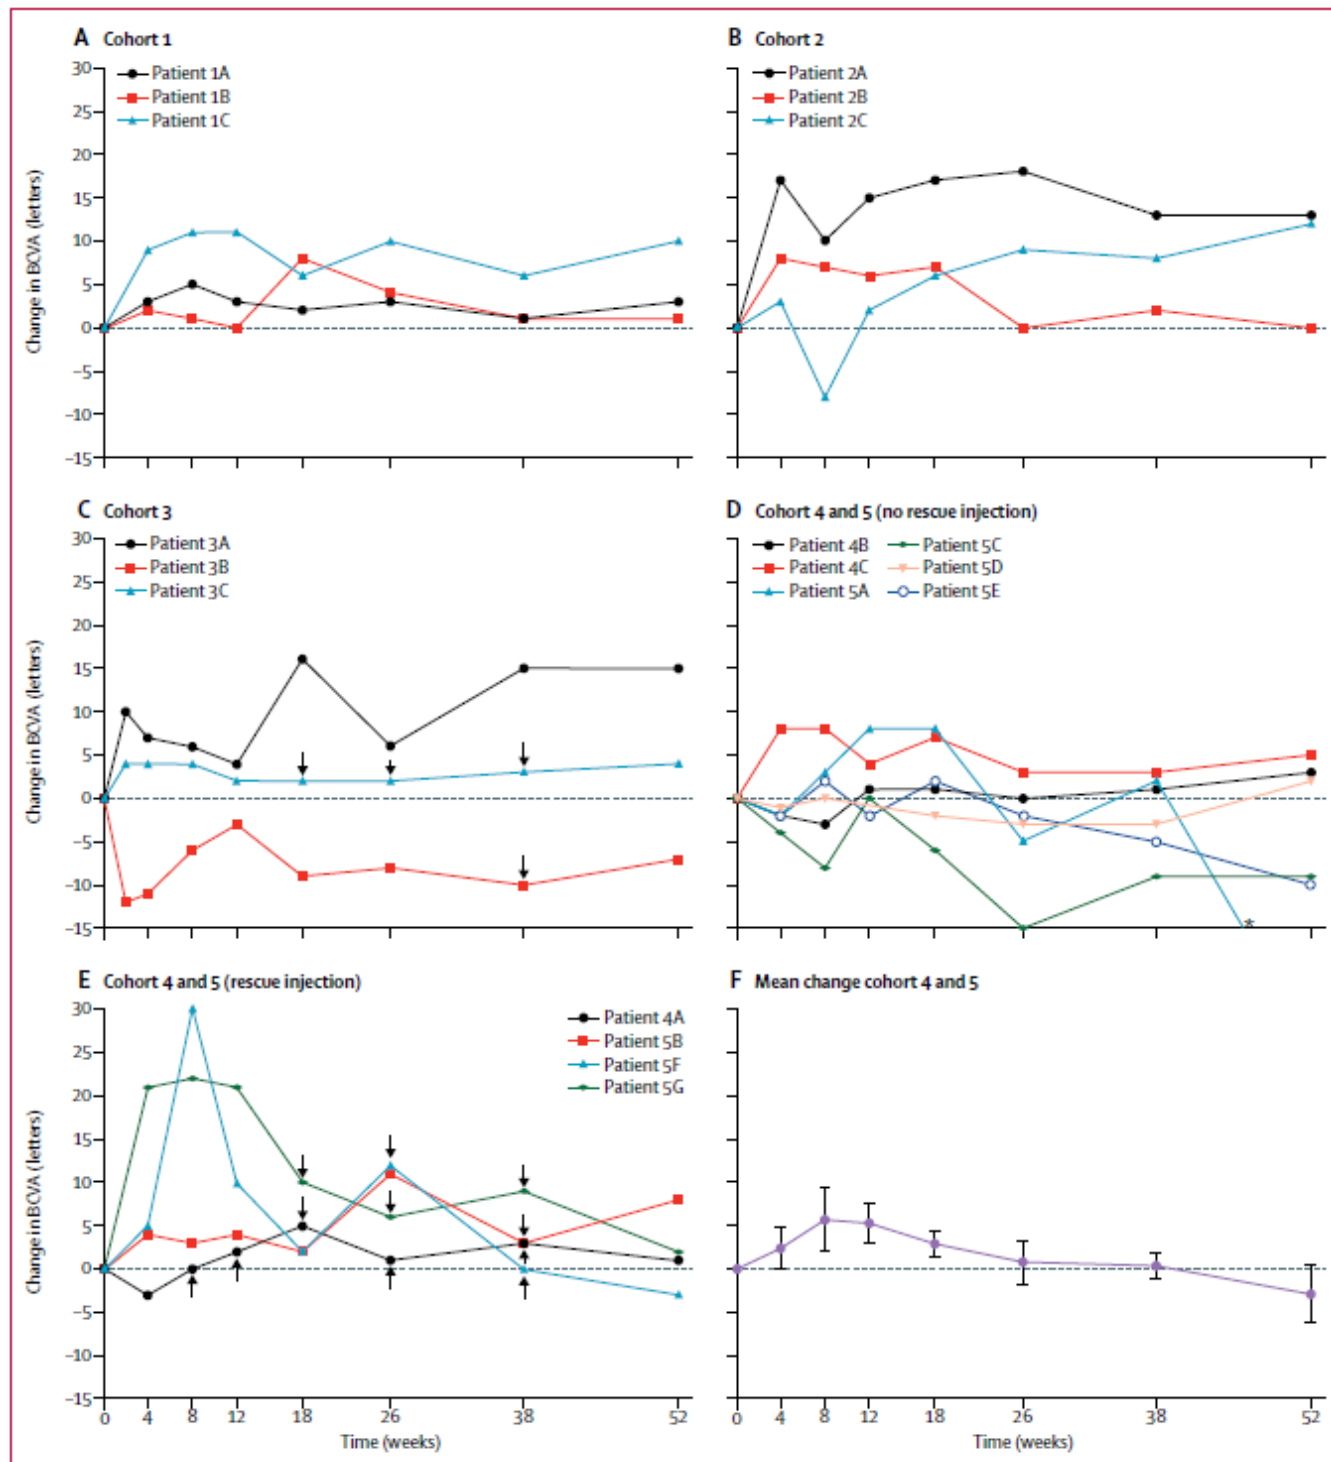 A Cohort 1
Patient 1A
Patient 1B
Patient 1C
Change in BCVA (letters)
30
25
20
15
10
5
0
–5
–10
–15
B Cohort 2
Patient 2A
Patient 2B
Patient 2C
C Cohort 3
Patient 3A
Patient 3B
Patient 3C
Change in BCVA (letters)
30
25
20
15
10
5
0
–5
–10
–15
D Cohort 4 and 5 (no rescue injection)
Patient 4B Patient 5C
Patient 4C Patient 5D
Patient 5A Patient 5E
*
E Cohort 4 and 5 (rescue injection)
Patient 4A
Patient 5B
Patient 5F
Patient 5G
Change in BCVA (letters)
30
25
20
15
10
5
0
–5
–10
–15
0 4 8 12 18 26 38 52
Time (weeks)
F Mean change cohort 4 and 5
0 4 8 12 18 26 38 52
Time (weeks)